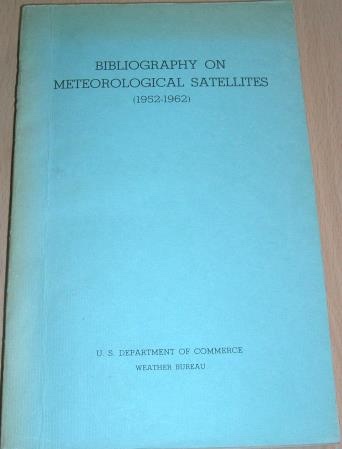 BIBLIOGRAPHY ON
METEOROLOGICAL SATELLITES
(1952-1962)
U. S. DEPARTMENT OF COMMERCE
WEATHER BUREAU